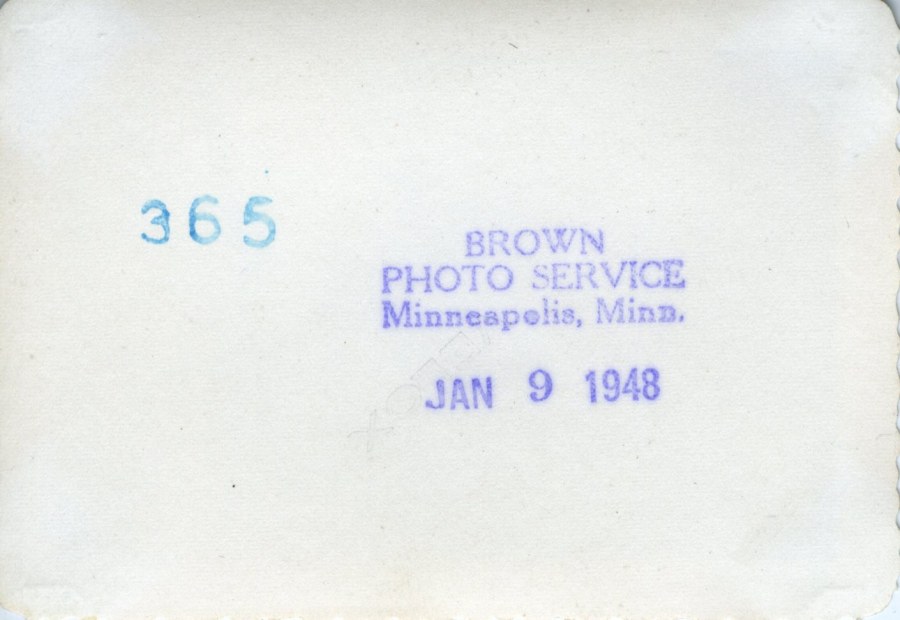 365
BROWN
PHOTO SERVICE
Minneapolis, Minn.
JAN 9 1948